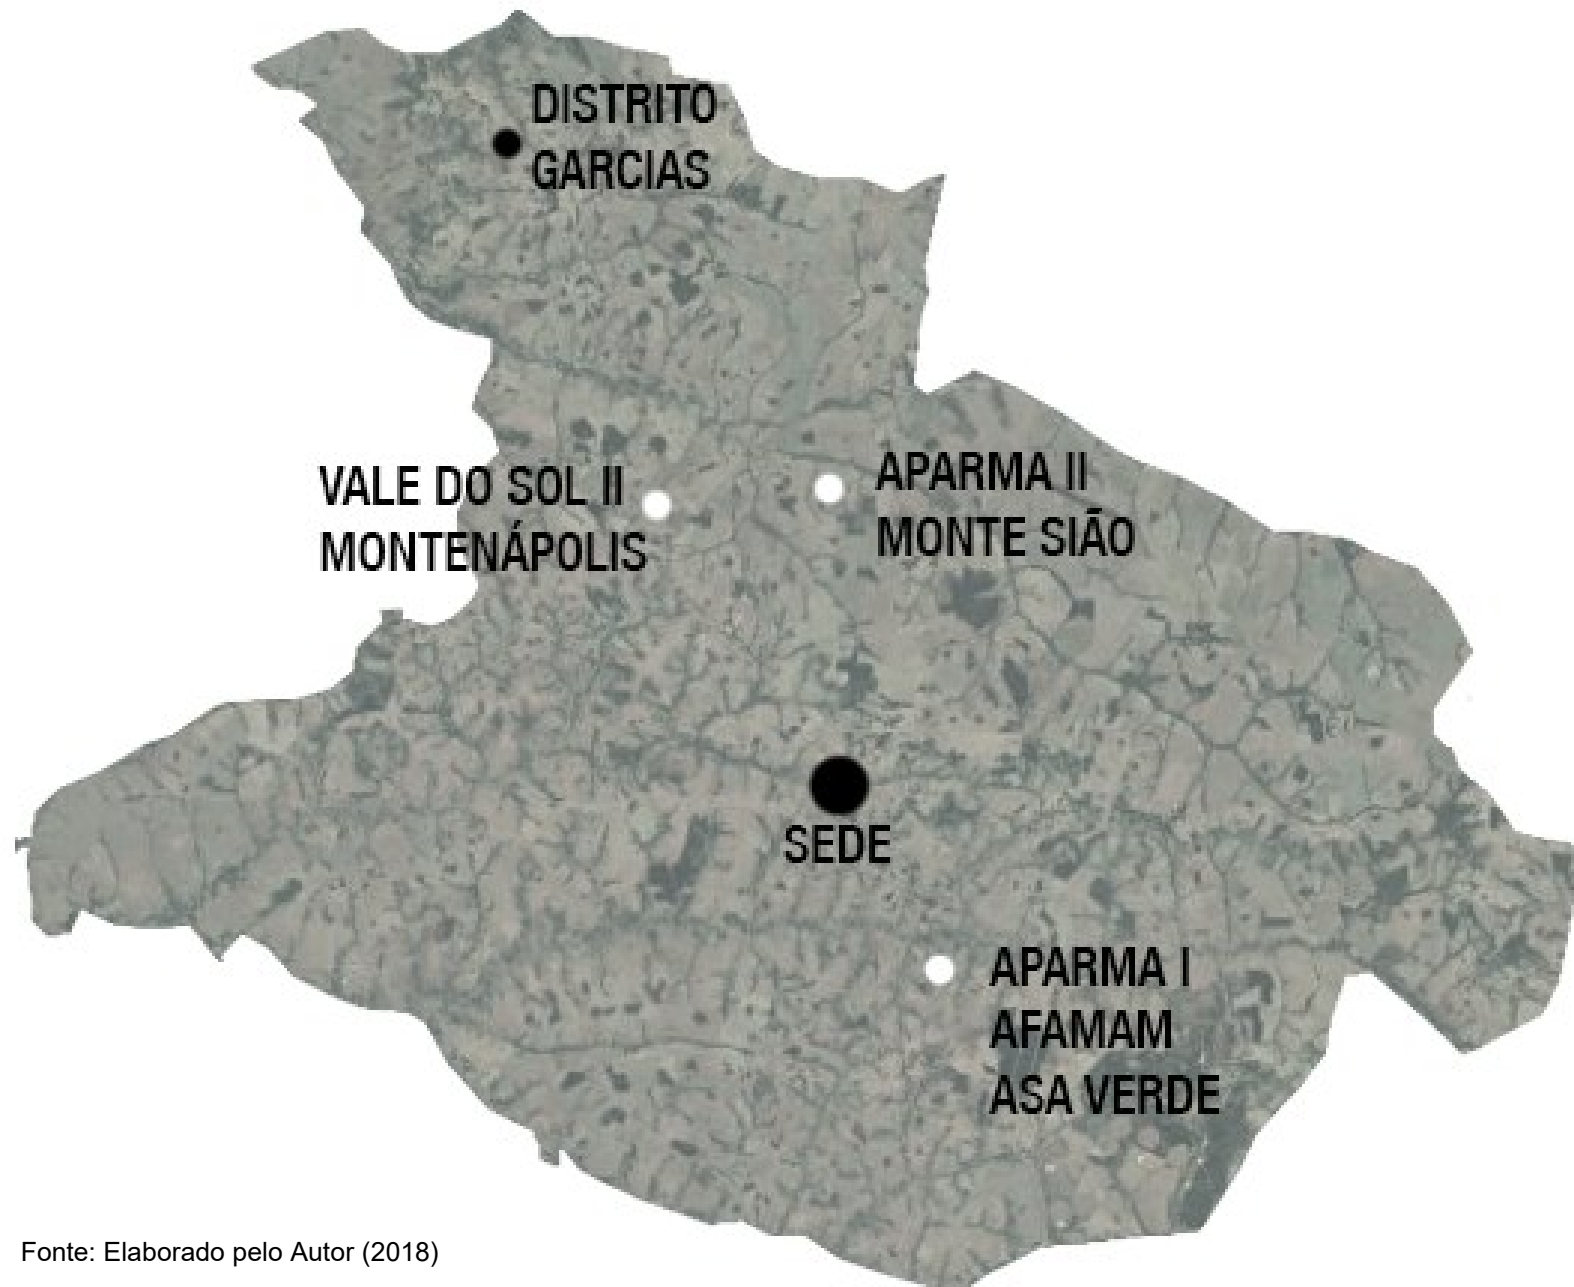 DISTRITO
GARCIAS
VALE DO SOL II
MONTENÁPOLIS
APARMA II
MONTE SIÃO
SEDE
APARMA I
AFAMAM
ASA VERDE
Fonte: Elaborado pelo Autor (2018)